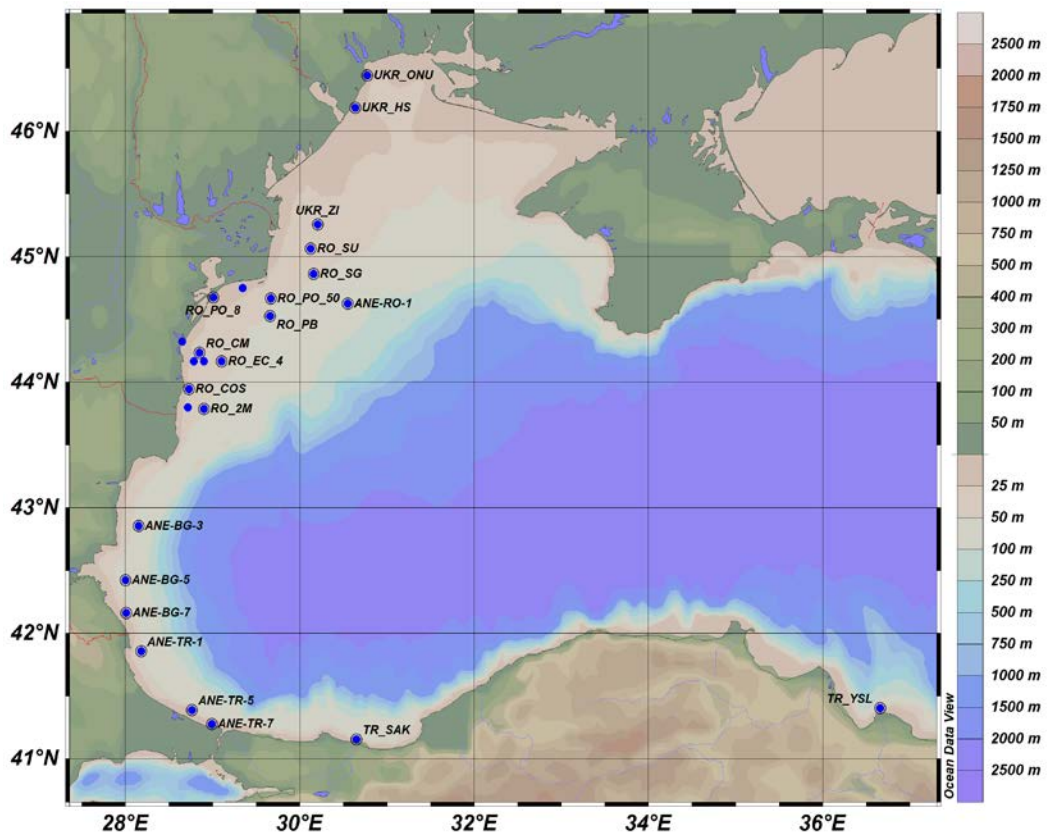 UKR_ONU
UKR_HS
UKR_ZI
RO_SU
RO_SG
RO_PO_50
ANE-RO-1
RO_PO_8
RO_PB
RO_CM
RO_EC_4
RO_COS
RO_2M
ANE-BG-3
ANE-BG-5
ANE-BG-7
ANE-TR-1
ANE-TR-5
ANE-TR-7
TR_SAK
TR_YSL
46°N
45°N
44°N
43°N
42°N
41°N
28°E
30°E
32°E
34°E
36°E
2500 m
2000 m
1750 m
1500 m
1250 m
1000 m
750 m
500 m
400 m
300 m
200 m
100 m
50 m
25 m
50 m
100 m
250 m
500 m
750 m
1000 m
1500 m
2000 m
2500 m
Ocean Data View